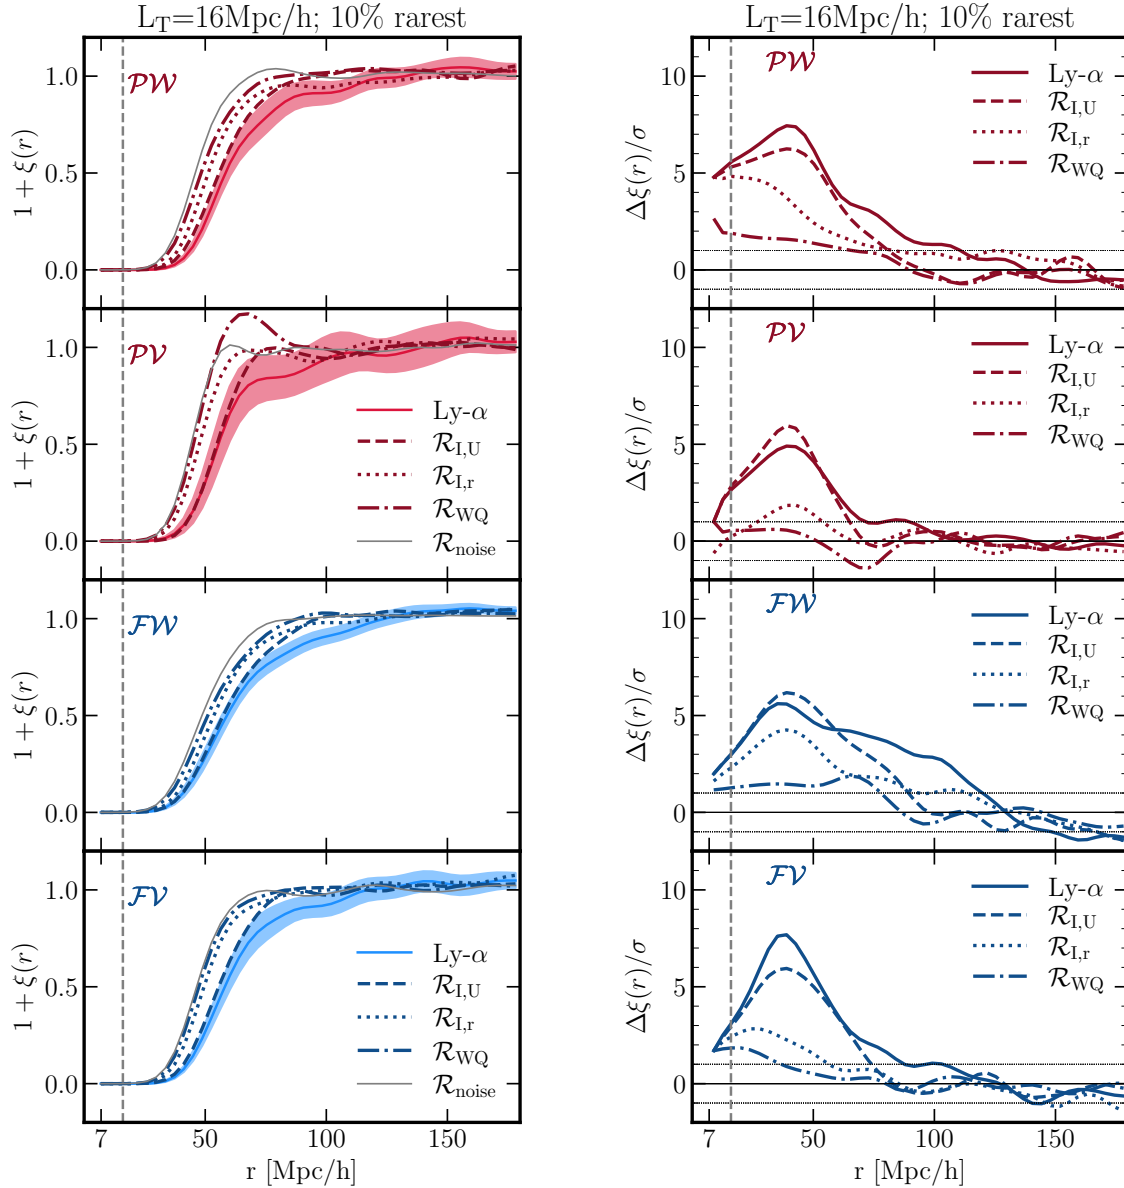 L_T=16Mpc/h; 10% rarest
1.0
0.5
0.0
1 + ξ(r)
𝒫𝒲
1.0
0.5
0.0
1 + ξ(r)
𝒫𝒱
Ly-α
ℛ_I,U
ℛ_I,r
ℛ_WQ
ℛ_noise
1.0
0.5
0.0
1 + ξ(r)
ℱ𝒲
1.0
0.5
0.0
1 + ξ(r)
ℱ𝒱
Ly-α
ℛ_I,U
ℛ_I,r
ℛ_WQ
ℛ_noise
7 50 100 150
r [Mpc/h]
L_T=16Mpc/h; 10% rarest
10
5
0
Δξ(r)/σ
𝒫𝒲
Ly-α
ℛ_I,U
ℛ_I,r
ℛ_WQ
10
5
0
Δξ(r)/σ
𝒫𝒱
Ly-α
ℛ_I,U
ℛ_I,r
ℛ_WQ
10
5
0
Δξ(r)/σ
ℱ𝒲
Ly-α
ℛ_I,U
ℛ_I,r
ℛ_WQ
10
5
0
Δξ(r)/σ
ℱ𝒱
Ly-α
ℛ_I,U
ℛ_I,r
ℛ_WQ
7 50 100 150
r [Mpc/h]